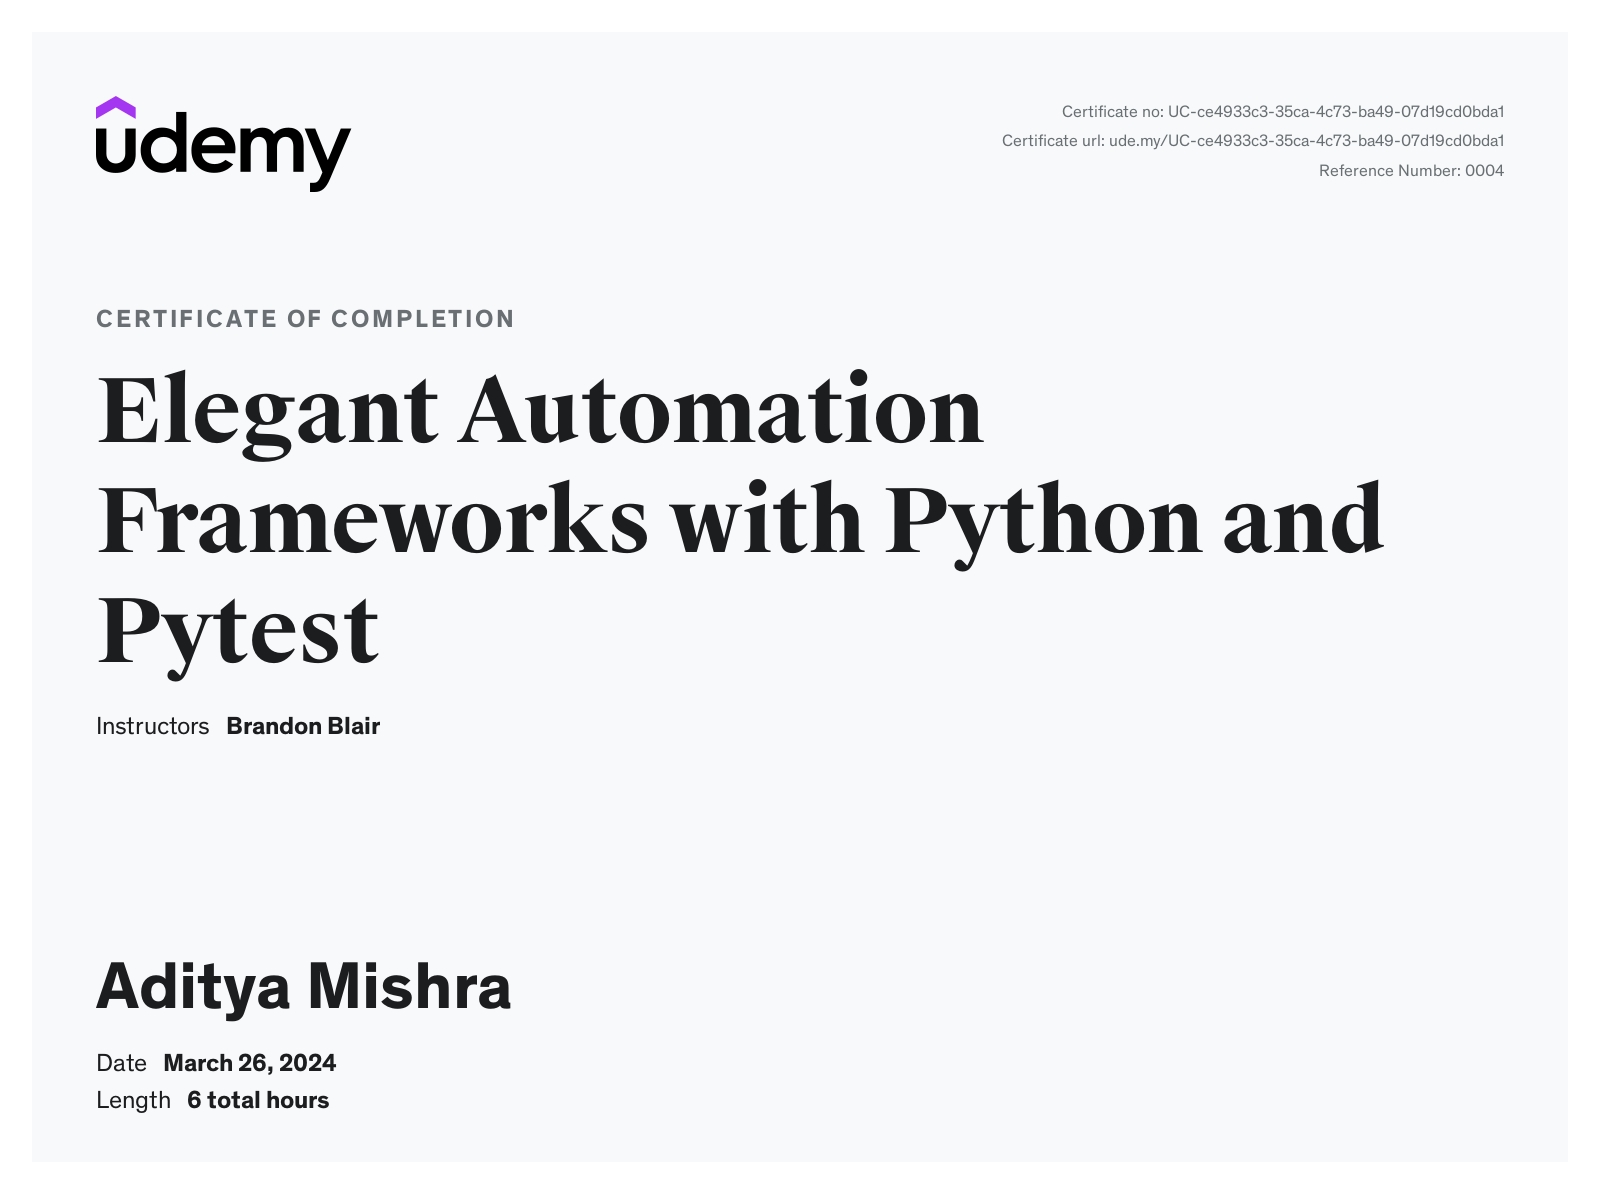 udemy
Certificate no: UC-ce4933c3-35ca-4c73-ba49-07d19cd0bda1
Certificate url: ude.my/UC-ce4933c3-35ca-4c73-ba49-07d19cd0bda1
Reference Number: 0004
CERTIFICATE OF COMPLETION
Elegant Automation
Frameworks with Python and
Pytest
Instructors Brandon Blair
Aditya Mishra
Date March 26, 2024
Length 6 total hours